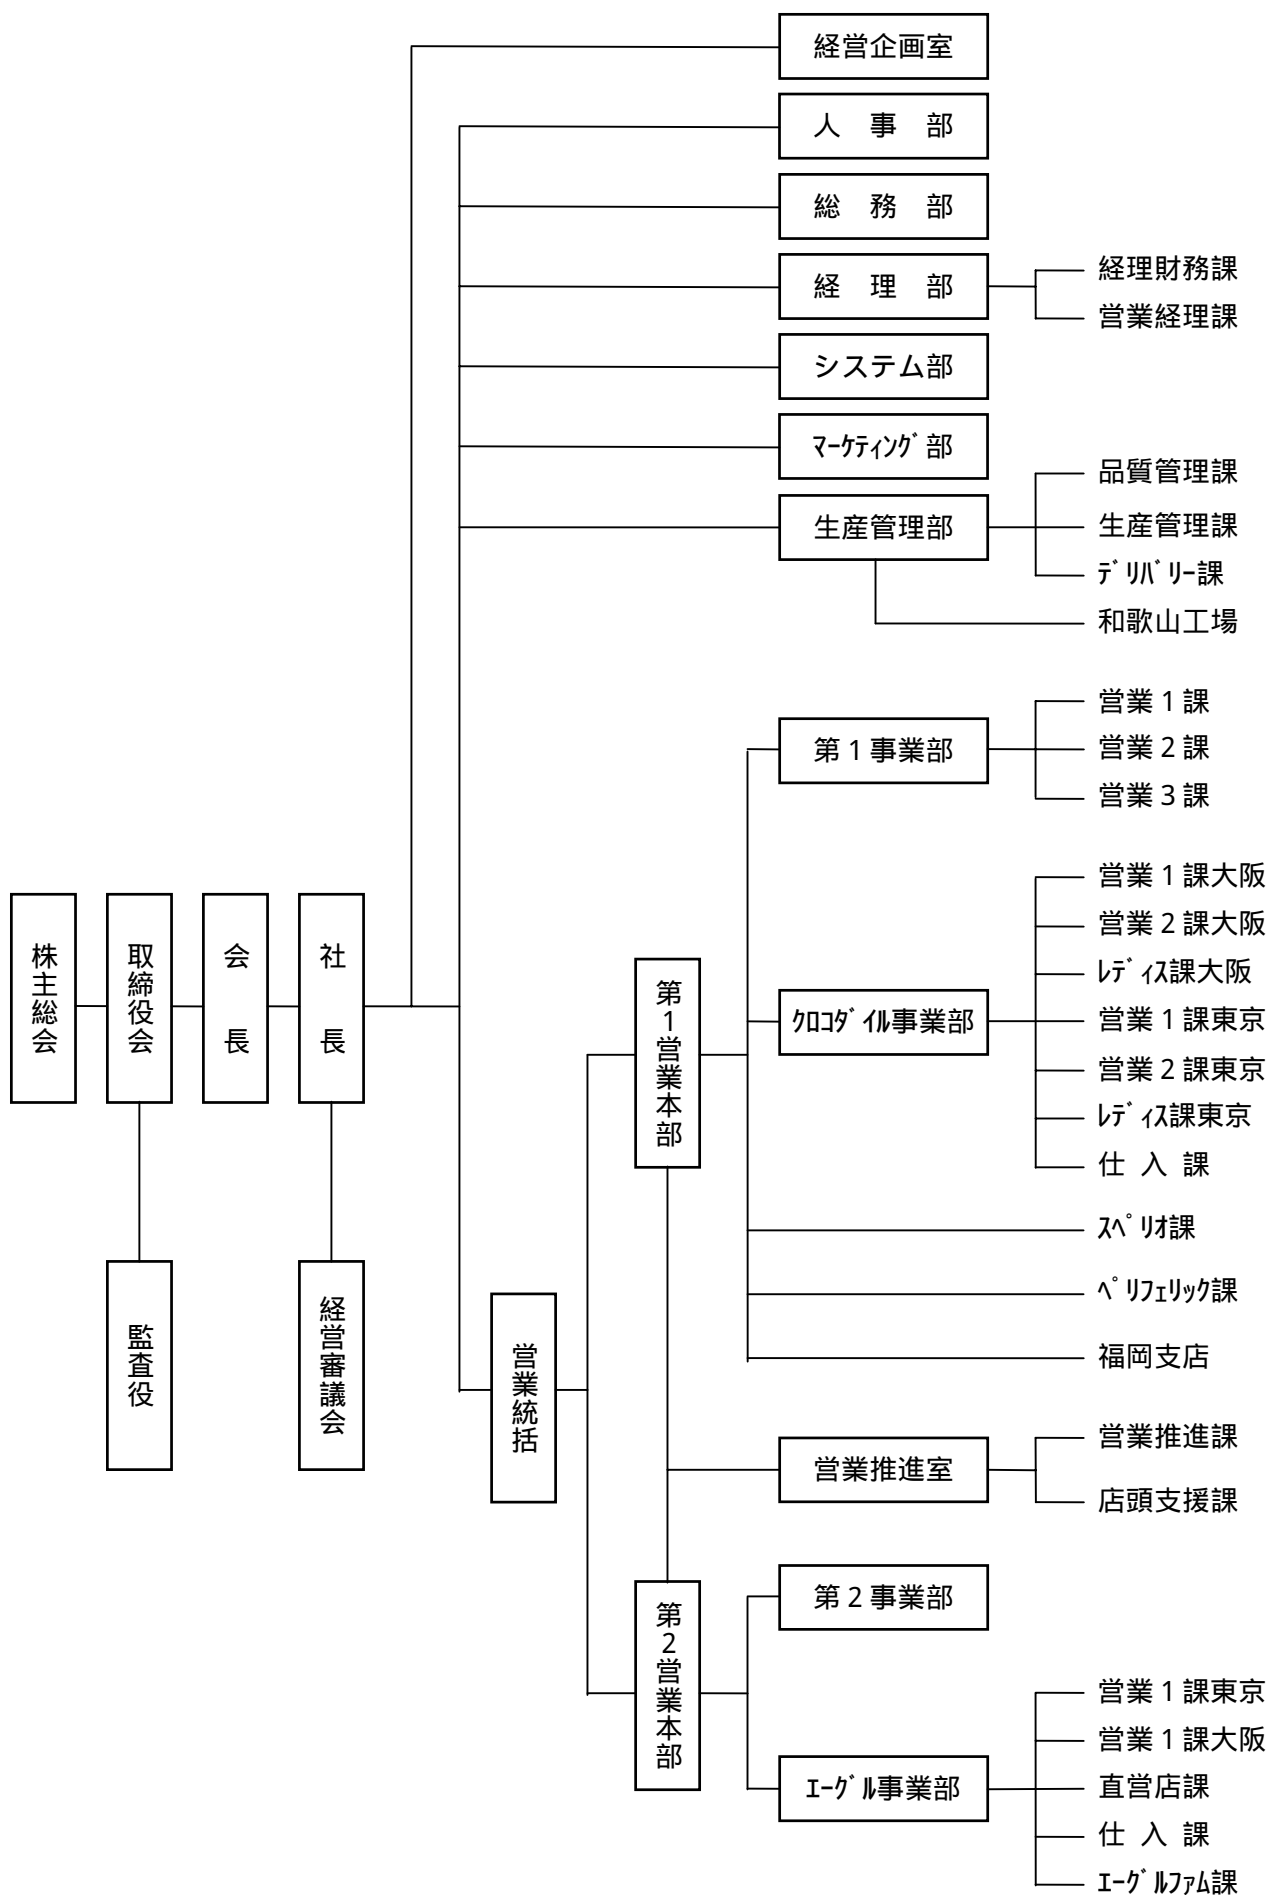 経営企画室
人　事　部
総　務　部
経　理　部
経理財務課
営業経理課
システム部
ﾏｰｹﾃｨﾝｸﾞ部
生産管理部
品質管理課
生産管理課
ﾃﾞﾘﾊﾞﾘｰ課
和歌山工場
第1事業部
営業1課
営業2課
営業3課
株主総会
取締役会
会　長
社　長
監査役
経営審議会
営業統括
第1営業本部
ｸﾛｺﾀﾞｲﾙ事業部
営業1課大阪
営業2課大阪
ﾚﾃﾞｨｽ課大阪
営業1課東京
営業2課東京
ﾚﾃﾞｨｽ課東京
仕 入 課
ｽﾍﾟﾘｵ課
ﾍﾟﾘﾌｪﾘｯｸ課
福岡支店
営業推進室
営業推進課
店頭支援課
第2営業本部
第2事業部
ｴｰｸﾞﾙ事業部
営業1課東京
営業1課大阪
直営店課
仕 入 課
ｴｰｸﾞﾙﾌｧﾑ課